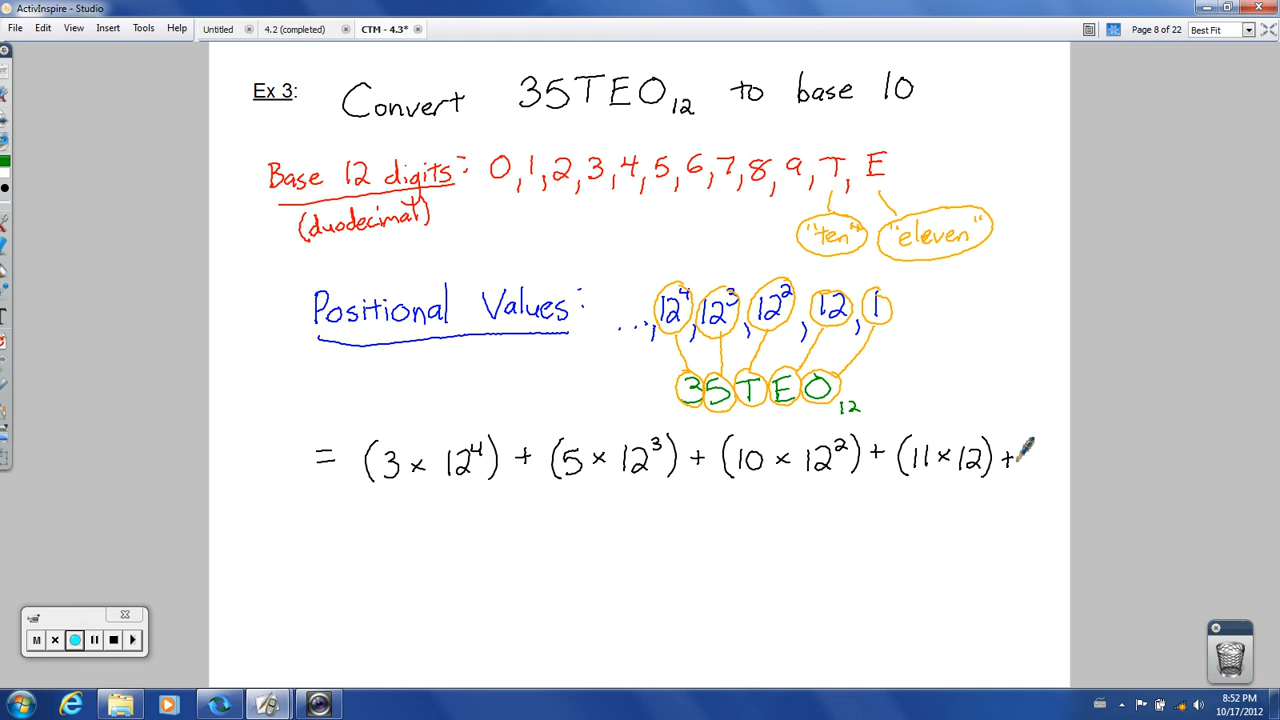 ActivInspire - Studio
File Edit View Insert Tools Help Untitled 4.2 (completed) CTM - 4.3* Page 8 of 22 Best Fit
Ex 3: Convert 35TE0₁₂ to base 10
Base 12 digits: 0, 1, 2, 3, 4, 5, 6, 7, 8, 9, T, E
(duodecimal)
"ten" "eleven"
Positional Values: ..., 12⁴, 12³, 12², 12, 1
35TE0₁₂
= (3 × 12⁴) + (5 × 12³) + (10 × 12²) + (11 × 12) +
M
8:52 PM
10/17/2012